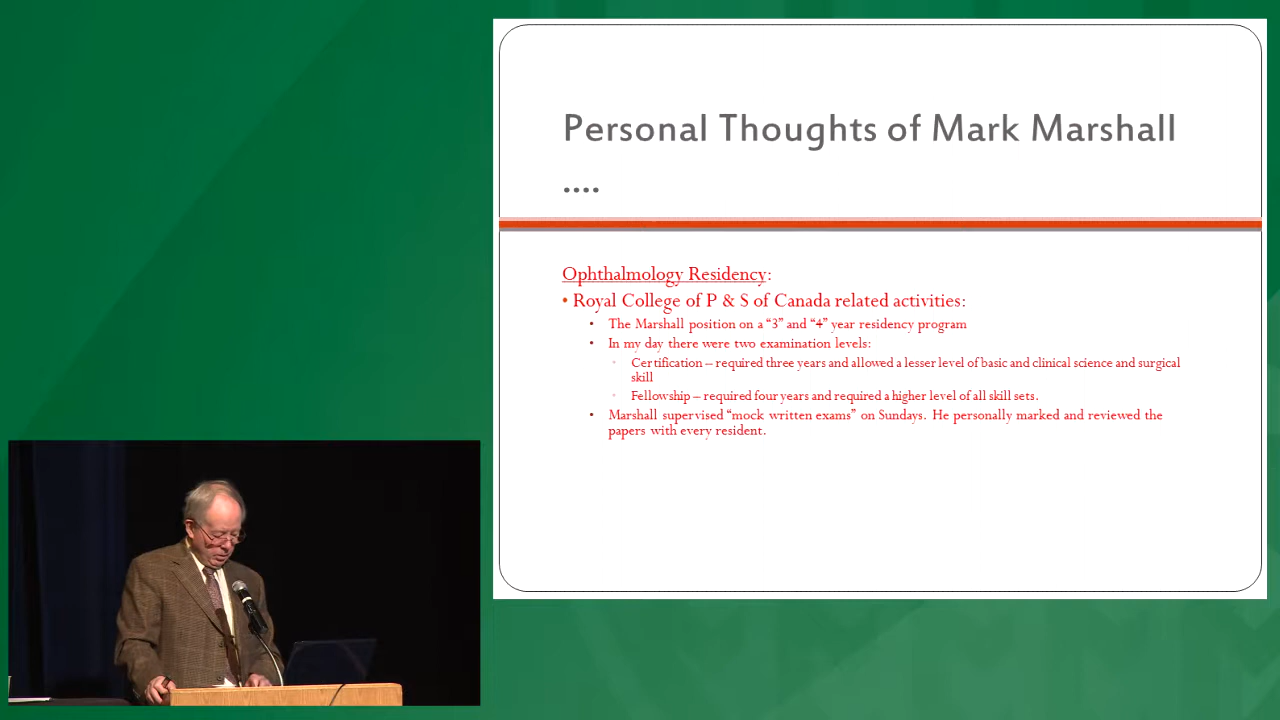 Personal Thoughts of Mark Marshall
....
Ophthalmology Residency:
• Royal College of P & S of Canada related activities:
• The Marshall position on a “3” and “4” year residency program
• In my day there were two examination levels:
• Certification – required three years and allowed a lesser level of basic and clinical science and surgical
skill
• Fellowship – required four years and required a higher level of all skill sets.
• Marshall supervised “mock written exams” on Sundays. He personally marked and reviewed the
papers with every resident.